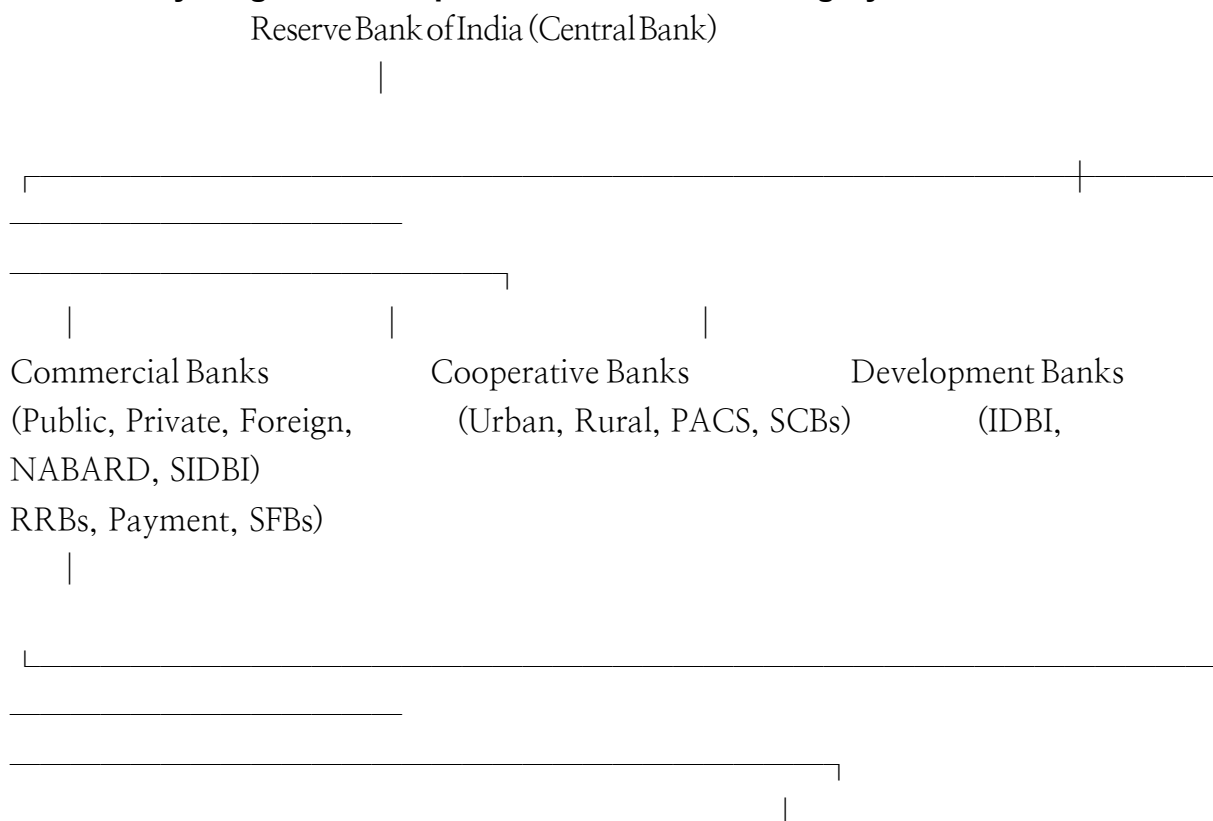 Reserve Bank of India (Central Bank)
Commercial Banks Cooperative Banks Development Banks
(Public, Private, Foreign, (Urban, Rural, PACS, SCBs) (IDBI,
NABARD, SIDBI)
RRBs, Payment, SFBs)